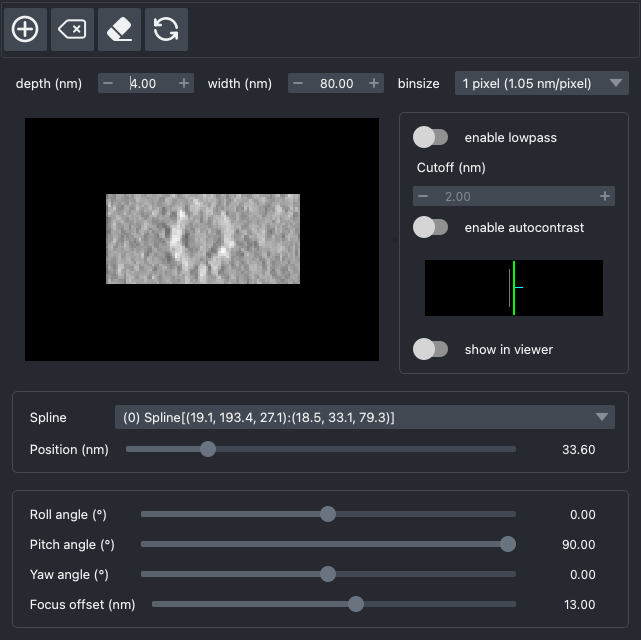 depth (nm) − 4.00 + width (nm) − 80.00 + binsize 1 pixel (1.05 nm/pixel)
enable lowpass
Cutoff (nm)
− 2.00 +
enable autocontrast
show in viewer
Spline (0) Spline[(19.1, 193.4, 27.1):(18.5, 33.1, 79.3)]
Position (nm) 33.60
Roll angle (°) 0.00
Pitch angle (°) 90.00
Yaw angle (°) 0.00
Focus offset (nm) 13.00